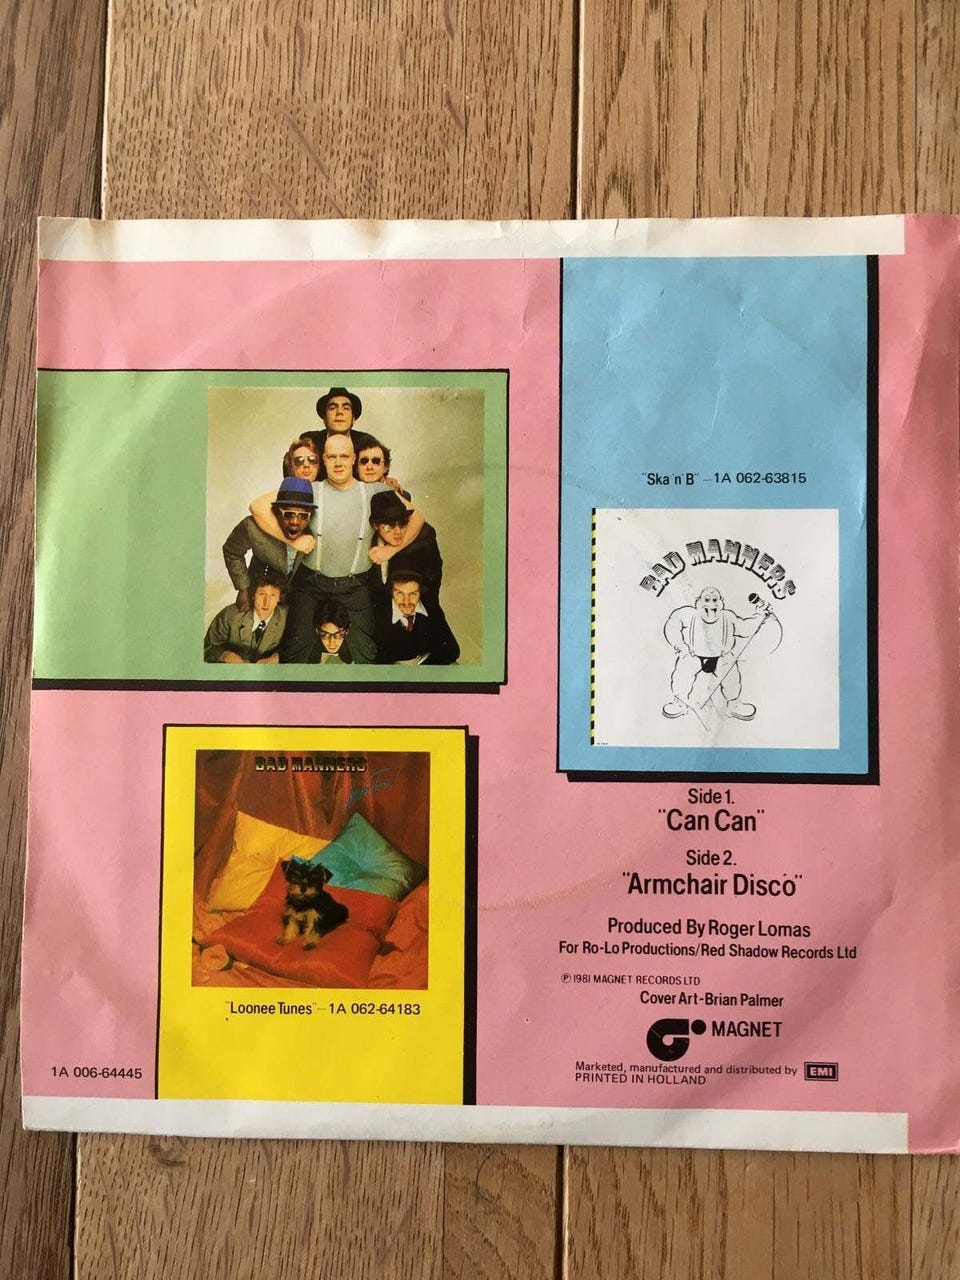 "Ska 'n' B" – 1A 062-63815
BAD MANNERS
BAD MANNERS
"Loonee Tunes" – 1A 062-64183
1A 006-64445
Side 1.
"Can Can"
Side 2.
"Armchair Disco"
Produced By Roger Lomas
For Ro-Lo Productions/Red Shadow Records Ltd
℗ 1981 MAGNET RECORDS LTD
Cover Art-Brian Palmer
MAGNET
Marketed, manufactured and distributed by EMI
PRINTED IN HOLLAND